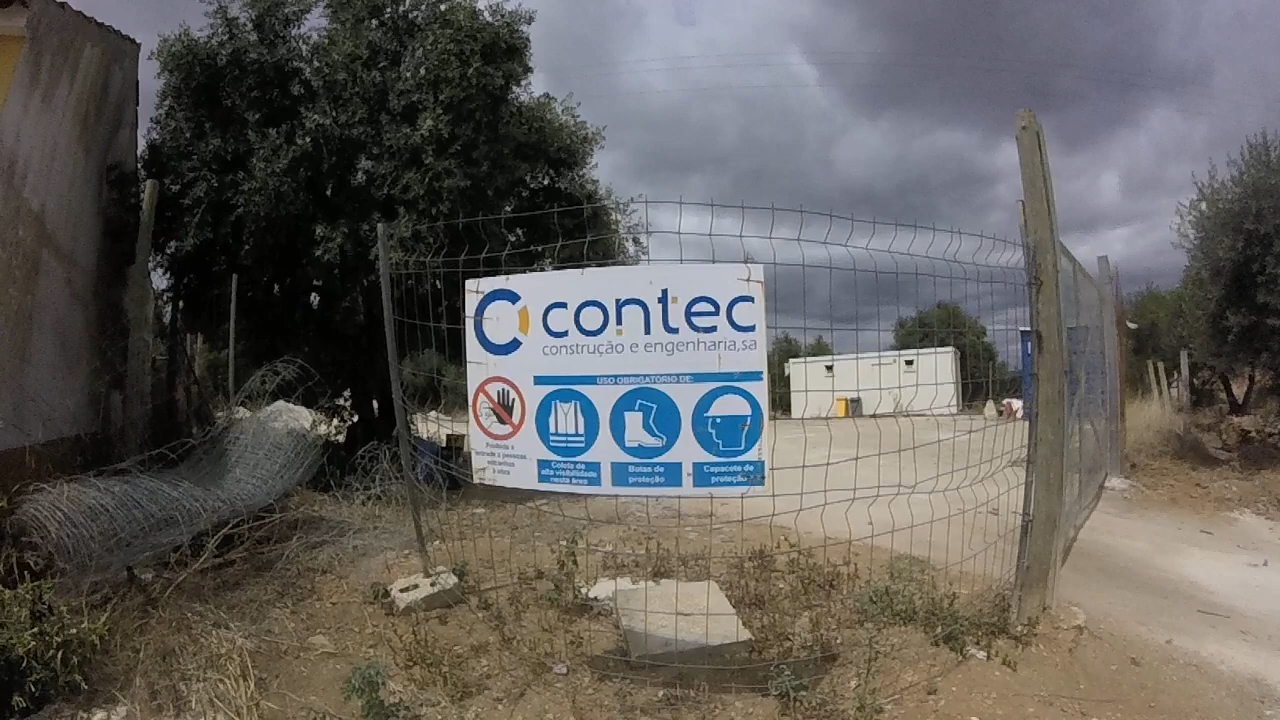 contec
construção e engenharia,sa
USO OBRIGATÓRIO DE:
Proibida a
entrada a pessoas
estranhas
à obra
Colete de
alta visibilidade
nesta área
Botas de
proteção
Capacete de
proteção